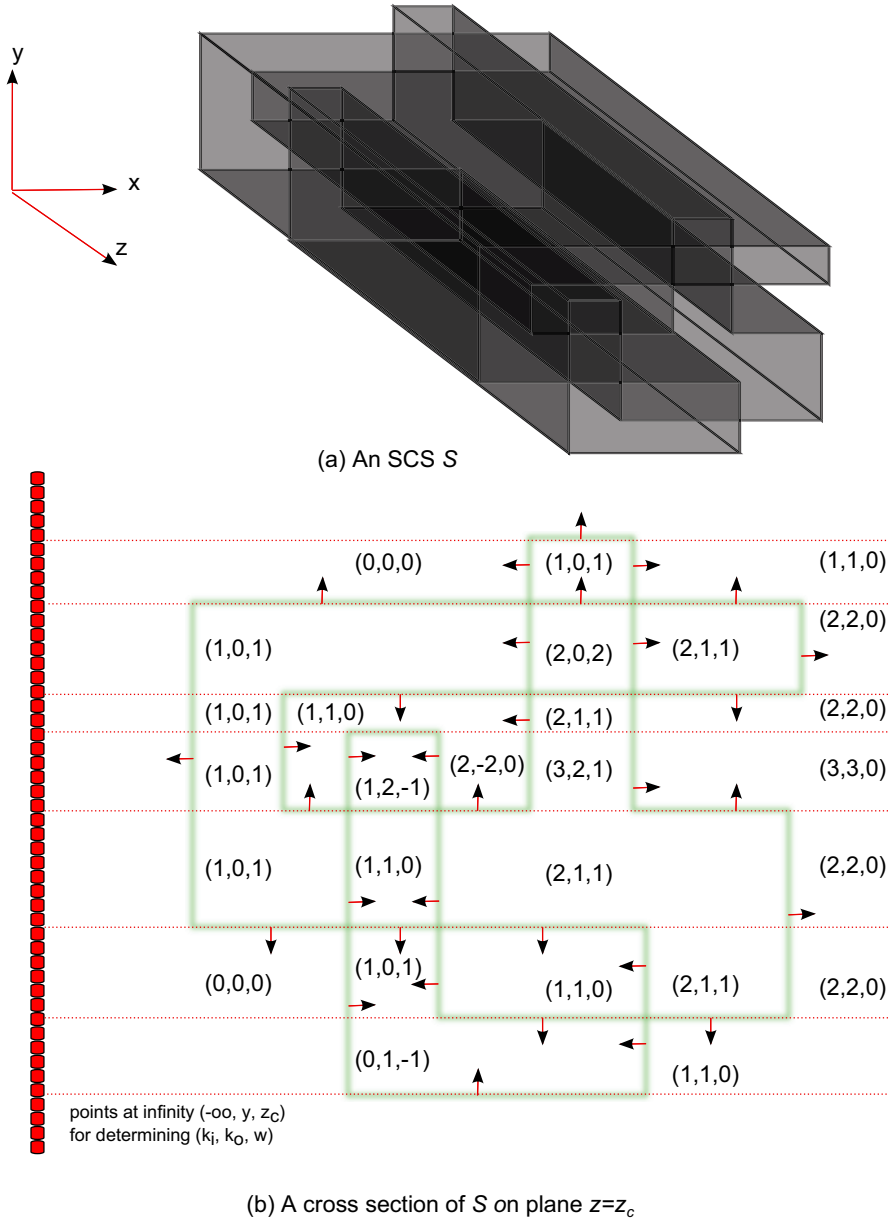 y
x
z
(a) An SCS S
(0,0,0) (1,0,1) (1,1,0)
(2,2,0)
(1,0,1) (2,0,2) (2,1,1)
(1,0,1) (1,1,0) (2,1,1) (2,2,0)
(1,0,1) (1,2,-1) (2,-2,0) (3,2,1) (3,3,0)
(1,0,1) (1,1,0) (2,1,1) (2,2,0)
(0,0,0) (1,0,1) (1,1,0) (2,1,1) (2,2,0)
(0,1,-1) (1,1,0)
points at infinity (-oo, y, zC)
for determining (ki, ko, w)
(b) A cross section of S on plane z=zc